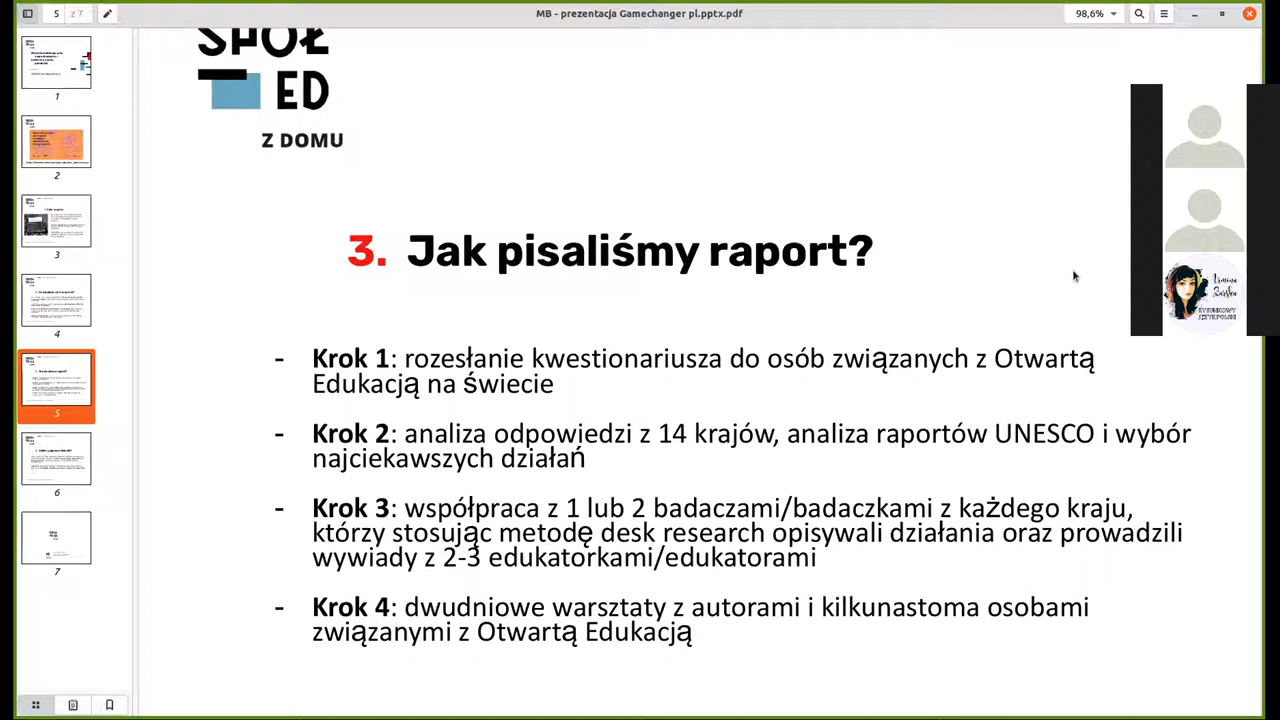 5 z 7
MB - prezentacja Gamechanger pl.pptx.pdf
98,6%
SPÓŁ
ED
Z DOMU
3. Jak pisaliśmy raport?
- Krok 1: rozesłanie kwestionariusza do osób związanych z Otwartą
Edukacją na świecie
- Krok 2: analiza odpowiedzi z 14 krajów, analiza raportów UNESCO i wybór
najciekawszych działań
- Krok 3: współpraca z 1 lub 2 badaczami/badaczkami z każdego kraju,
którzy stosując metodę desk research opisywali działania oraz prowadzili
wywiady z 2-3 edukatorkami/edukatorami
- Krok 4: dwudniowe warsztaty z autorami i kilkunastoma osobami
związanymi z Otwartą Edukacją
1
2
3
4
5
6
7
RYSUNKOWY
JĘZYK POLSKI